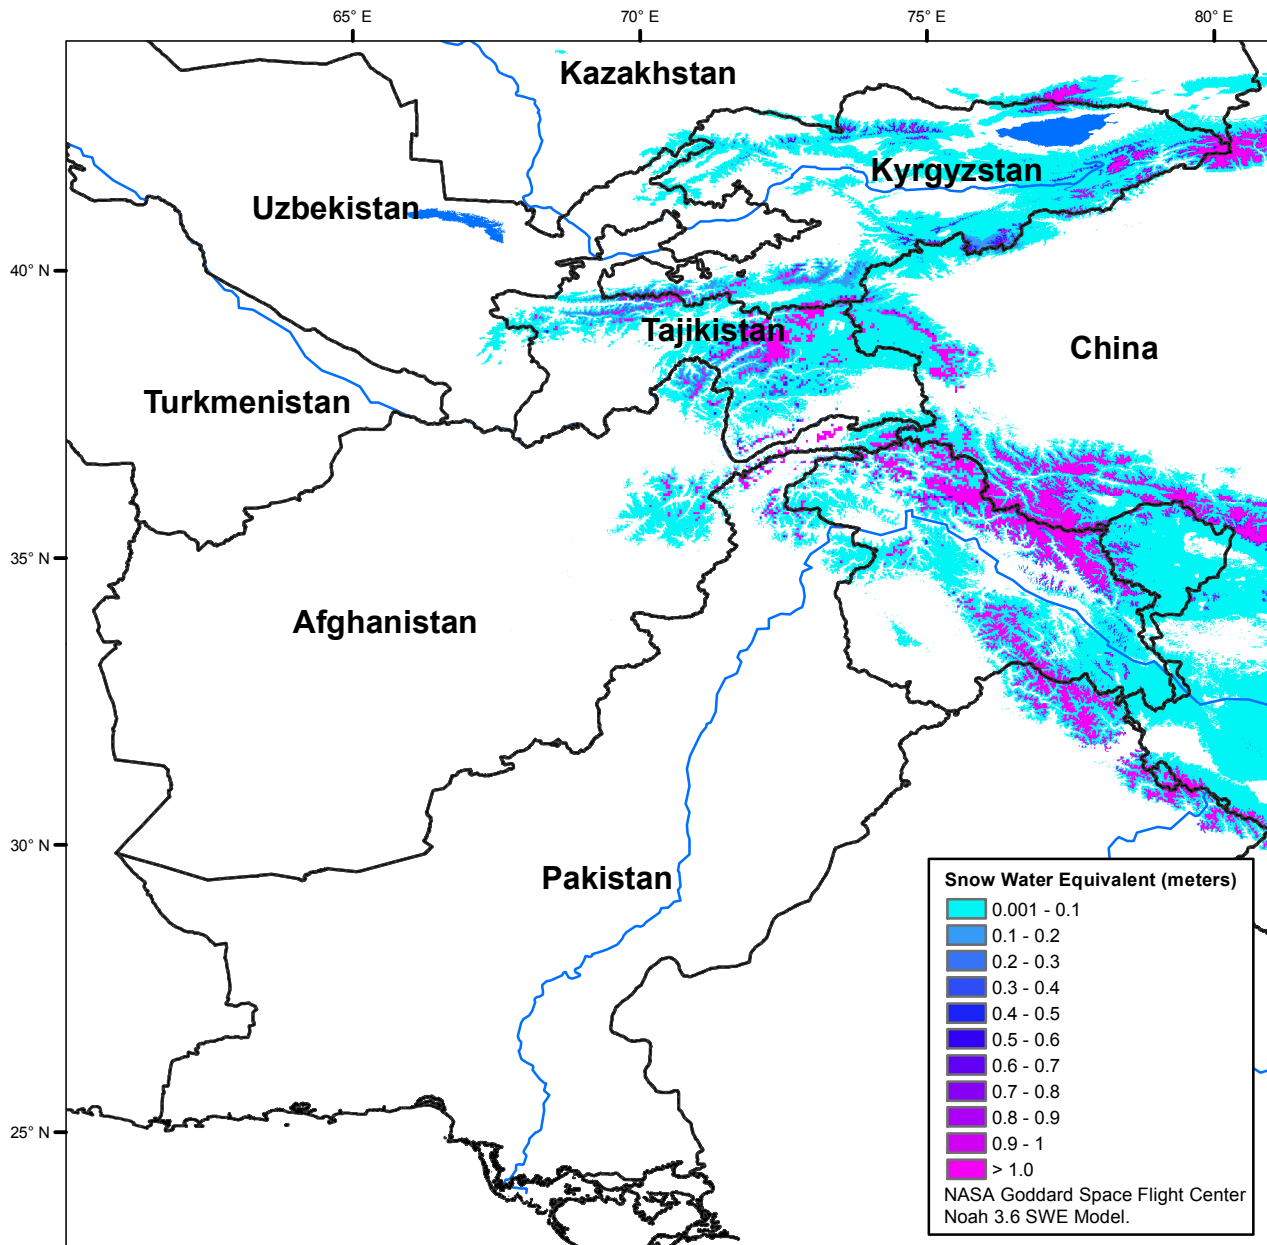 65° E
70° E
75° E
80° E
Kazakhstan
Kyrgyzstan
Uzbekistan
40° N
Tajikistan
China
Turkmenistan
35° N
Afghanistan
30° N
Pakistan
25° N
Snow Water Equivalent (meters)
0.001 - 0.1
0.1 - 0.2
0.2 - 0.3
0.3 - 0.4
0.4 - 0.5
0.5 - 0.6
0.6 - 0.7
0.7 - 0.8
0.8 - 0.9
0.9 - 1
> 1.0
NASA Goddard Space Flight Center
Noah 3.6 SWE Model.